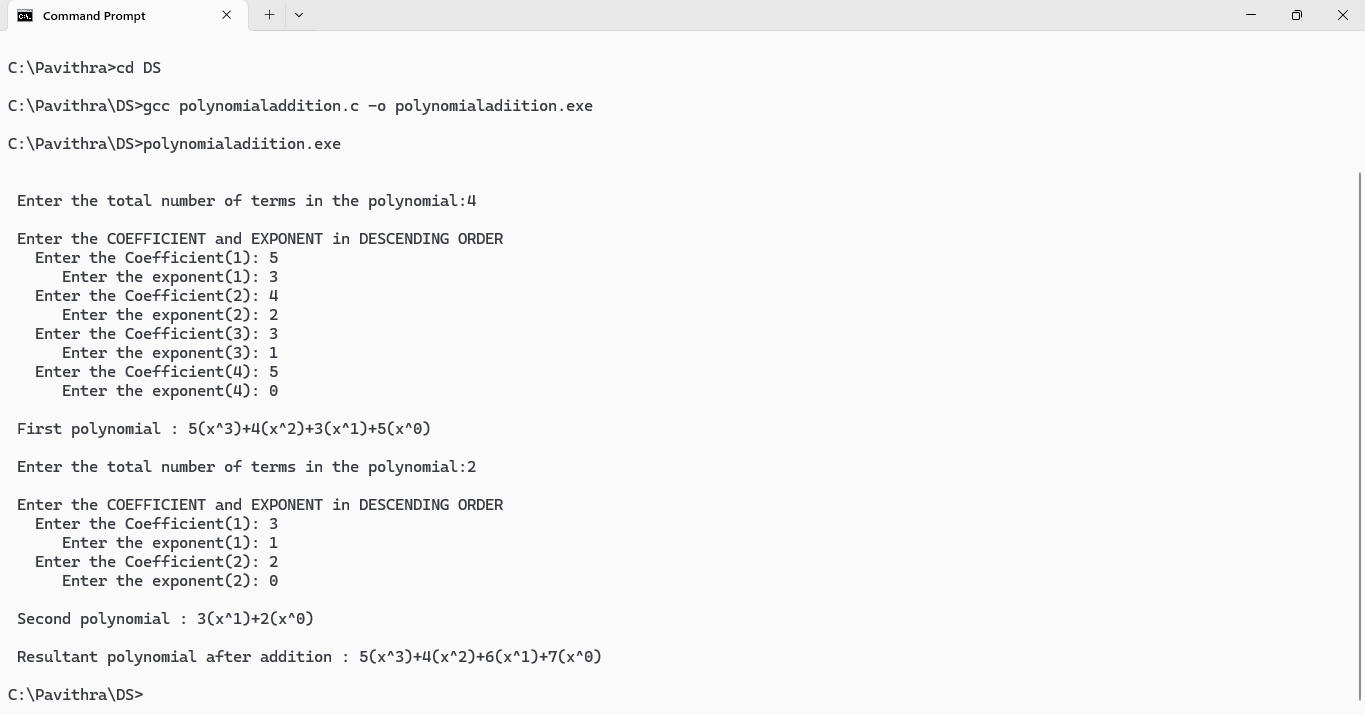 Command Prompt
C:\Pavithra>cd DS
C:\Pavithra\DS>gcc polynomialaddition.c -o polynomialadiition.exe
C:\Pavithra\DS>polynomialadiition.exe
Enter the total number of terms in the polynomial:4
Enter the COEFFICIENT and EXPONENT in DESCENDING ORDER
Enter the Coefficient(1): 5
Enter the exponent(1): 3
Enter the Coefficient(2): 4
Enter the exponent(2): 2
Enter the Coefficient(3): 3
Enter the exponent(3): 1
Enter the Coefficient(4): 5
Enter the exponent(4): 0
First polynomial : 5(x^3)+4(x^2)+3(x^1)+5(x^0)
Enter the total number of terms in the polynomial:2
Enter the COEFFICIENT and EXPONENT in DESCENDING ORDER
Enter the Coefficient(1): 3
Enter the exponent(1): 1
Enter the Coefficient(2): 2
Enter the exponent(2): 0
Second polynomial : 3(x^1)+2(x^0)
Resultant polynomial after addition : 5(x^3)+4(x^2)+6(x^1)+7(x^0)
C:\Pavithra\DS>